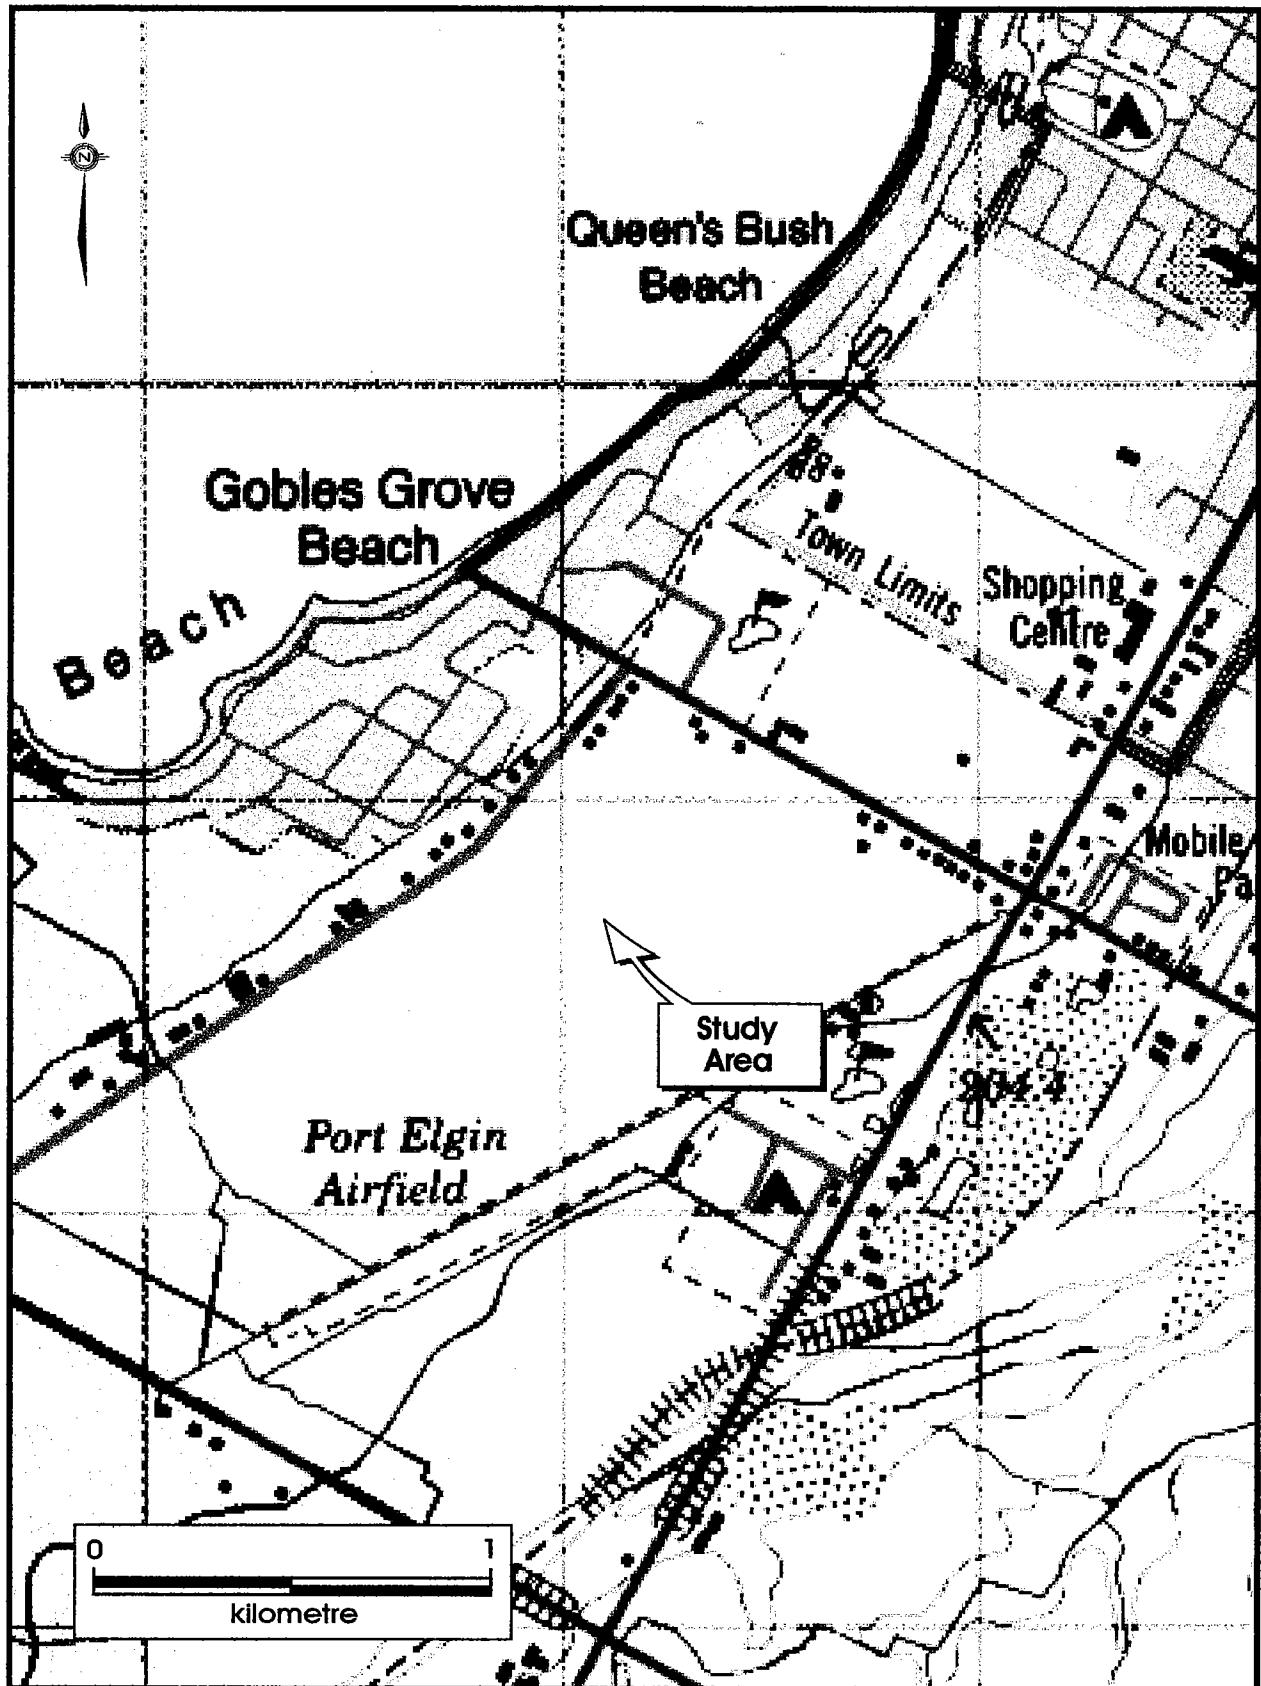 N
Queen's Bush
Beach
Gobles Grove
Beach
Beach
Town Limits
Shopping
Centre
Mobile
Pa
Study
Area
Port Elgin
Airfield
0 1
kilometre